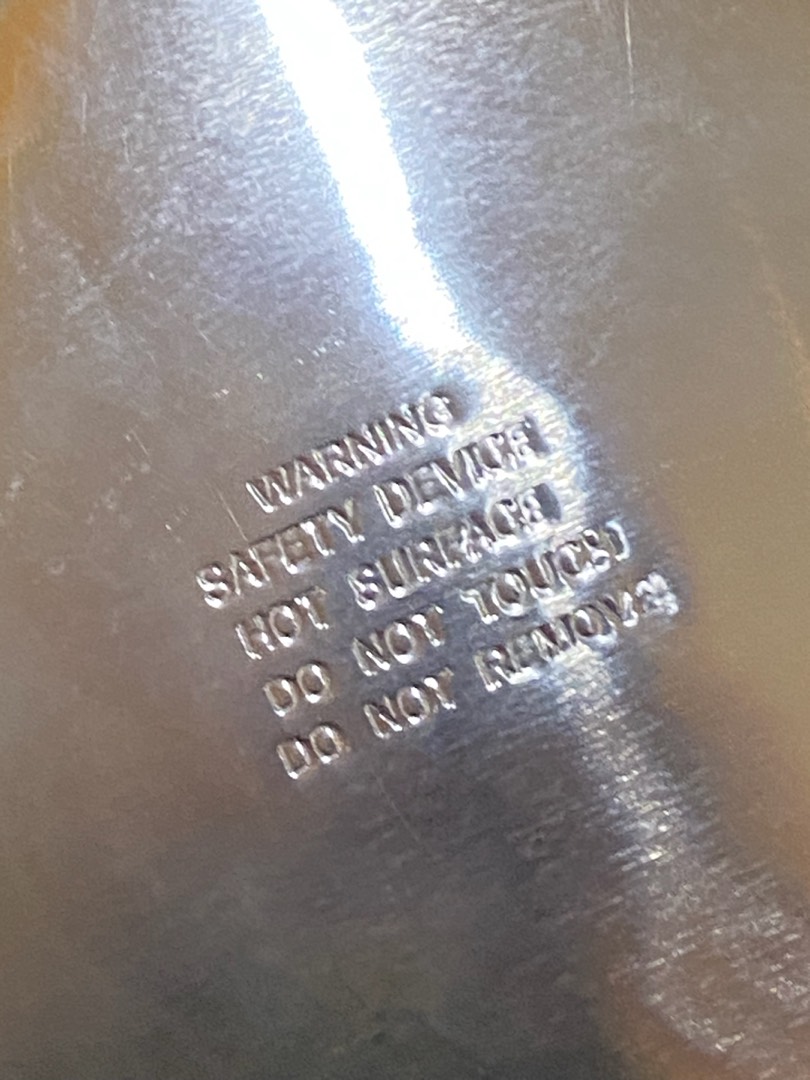 WARNING
SAFETY DEVICE
HOT SURFACE
DO NOT TOUCH
DO NOT REMOVE